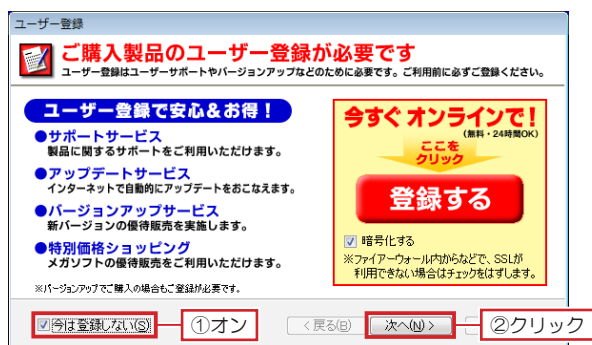 ユーザー登録
ご購入製品のユーザー登録が必要です
ユーザー登録はユーザーサポートやバージョンアップなどのために必要です。ご利用前に必ずご登録ください。
ユーザー登録で安心&お得!
●サポートサービス
製品に関するサポートをご利用いただけます。
●アップデートサービス
インターネットで自動的にアップデートをおこなえます。
●バージョンアップサービス
新バージョンの優待販売を実施します。
●特別価格ショッピング
メガソフトの優待販売をご利用いただけます。
※バージョンアップでご購入の場合もご登録が必要です。
今すぐオンラインで!
(無料・24時間OK)
ここを
クリック
登録する
暗号化する
※ファイアーウォール内からなどで、SSLが
利用できない場合はチェックをはずします。
今は登録しない(S)
①オン
<戻る(B)
次へ(N)>
②クリック